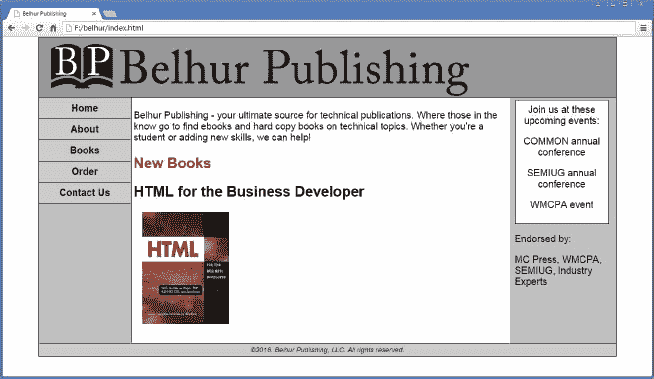 Belhur Publishing
F:/belhur/index.html
BP Belhur Publishing
Home
About
Books
Order
Contact Us
Belhur Publishing - your ultimate source for technical publications. Where those in the
know go to find ebooks and hard copy books on technical topics. Whether you're a
student or adding new skills, we can help!
New Books
HTML for the Business Developer
HTML
Join us at these
upcoming events:
COMMON annual
conference
SEMIUG annual
conference
WMCPA event
Endorsed by:
MC Press, WMCPA,
SEMIUG, Industry
Experts
©2016, Belhur Publishing, LLC. All rights reserved.